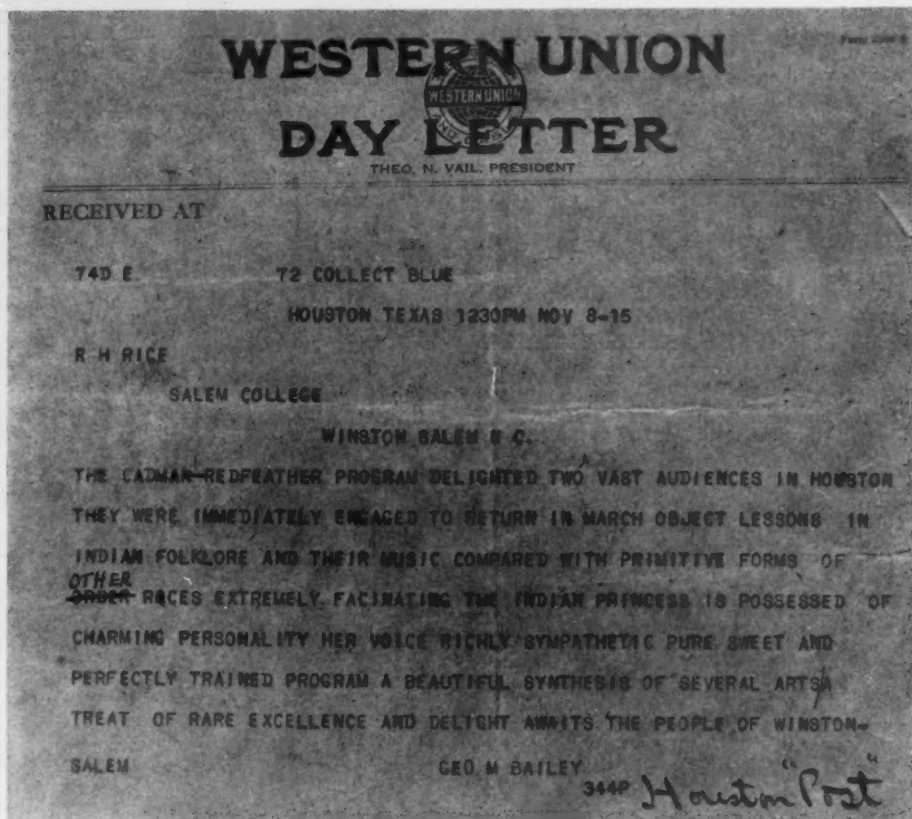 WESTERN UNION
WESTERN UNION
DAY LETTER
THEO. N. VAIL, PRESIDENT
RECEIVED AT
74D E 72 COLLECT BLUE
HOUSTON TEXAS 1230PM NOV 8-15
R H RICE
SALEM COLLEGE
WINSTON SALEM N C.
THE CADMAN-REDFEATHER PROGRAM DELIGHTED TWO VAST AUDIENCES IN HOUSTON
THEY WERE IMMEDIATELY ENGAGED TO RETURN IN MARCH OBJECT LESSONS IN
INDIAN FOLKLORE AND THEIR MUSIC COMPARED WITH PRIMITIVE FORMS OF
OTHER
ORDER RACES EXTREMELY FACINATING THE INDIAN PRINCESS IS POSSESSED OF
CHARMING PERSONALITY HER VOICE RICHLY SYMPATHETIC PURE SWEET AND
PERFECTLY TRAINED PROGRAM A BEAUTIFUL SYNTHESIS OF SEVERAL ARTS/A
TREAT OF RARE EXCELLENCE AND DELIGHT AWAITS THE PEOPLE OF WINSTON-
SALEM GEO M BAILEY
344P Houston "Post"